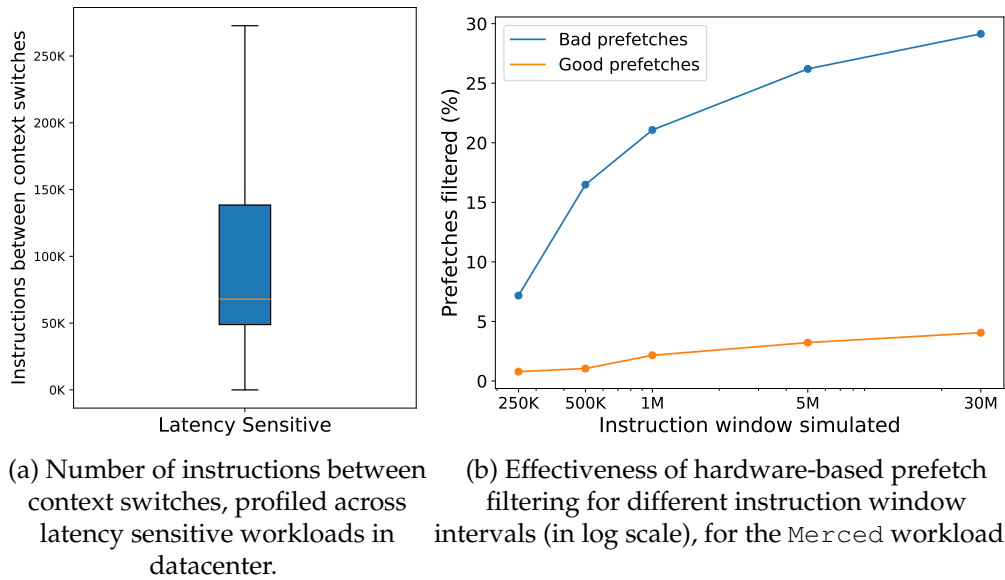 Instructions between context switches
250K
200K
150K
100K
50K
0K
Latency Sensitive
Prefetches filtered (%)
30
25
20
15
10
5
0
Bad prefetches
Good prefetches
250K 500K 1M 5M 30M
Instruction window simulated
(a) Number of instructions between
context switches, profiled across
latency sensitive workloads in
datacenter.
(b) Effectiveness of hardware-based prefetch
filtering for different instruction window
intervals (in log scale), for the Merced workload